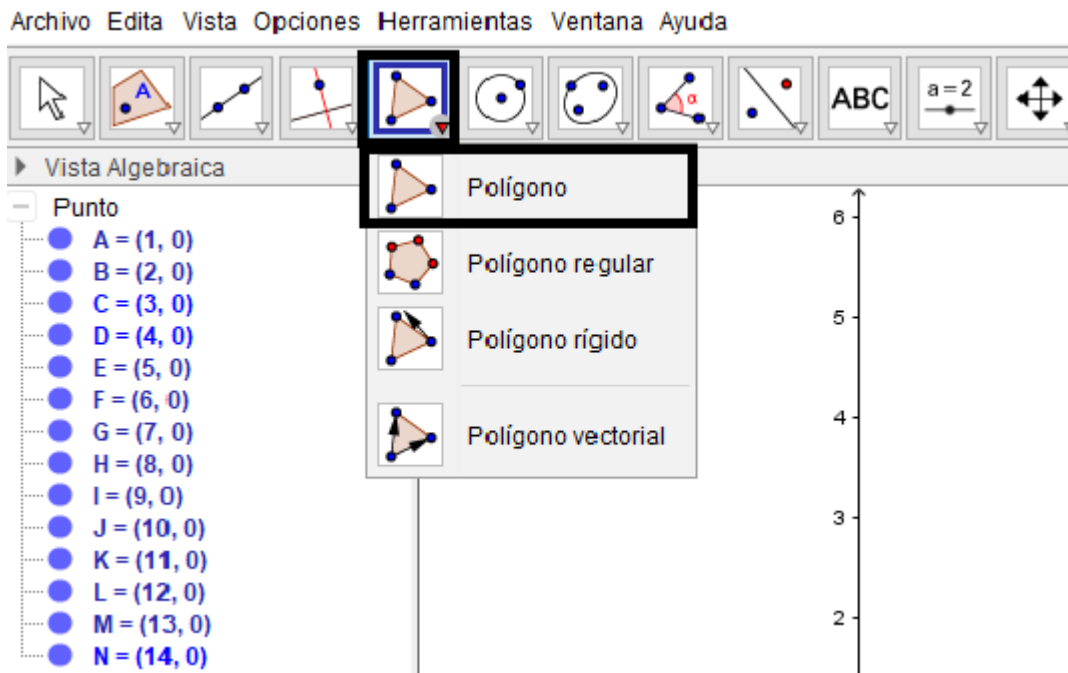 Archivo Edita Vista Opciones Herramientas Ventana Ayuda
A
α
ABC
a = 2
Vista Algebraica
Punto
A = (1, 0)
B = (2, 0)
C = (3, 0)
D = (4, 0)
E = (5, 0)
F = (6, 0)
G = (7, 0)
H = (8, 0)
I = (9, 0)
J = (10, 0)
K = (11, 0)
L = (12, 0)
M = (13, 0)
N = (14, 0)
Polígono
Polígono regular
Polígono rígido
Polígono vectorial
6
5
4
3
2